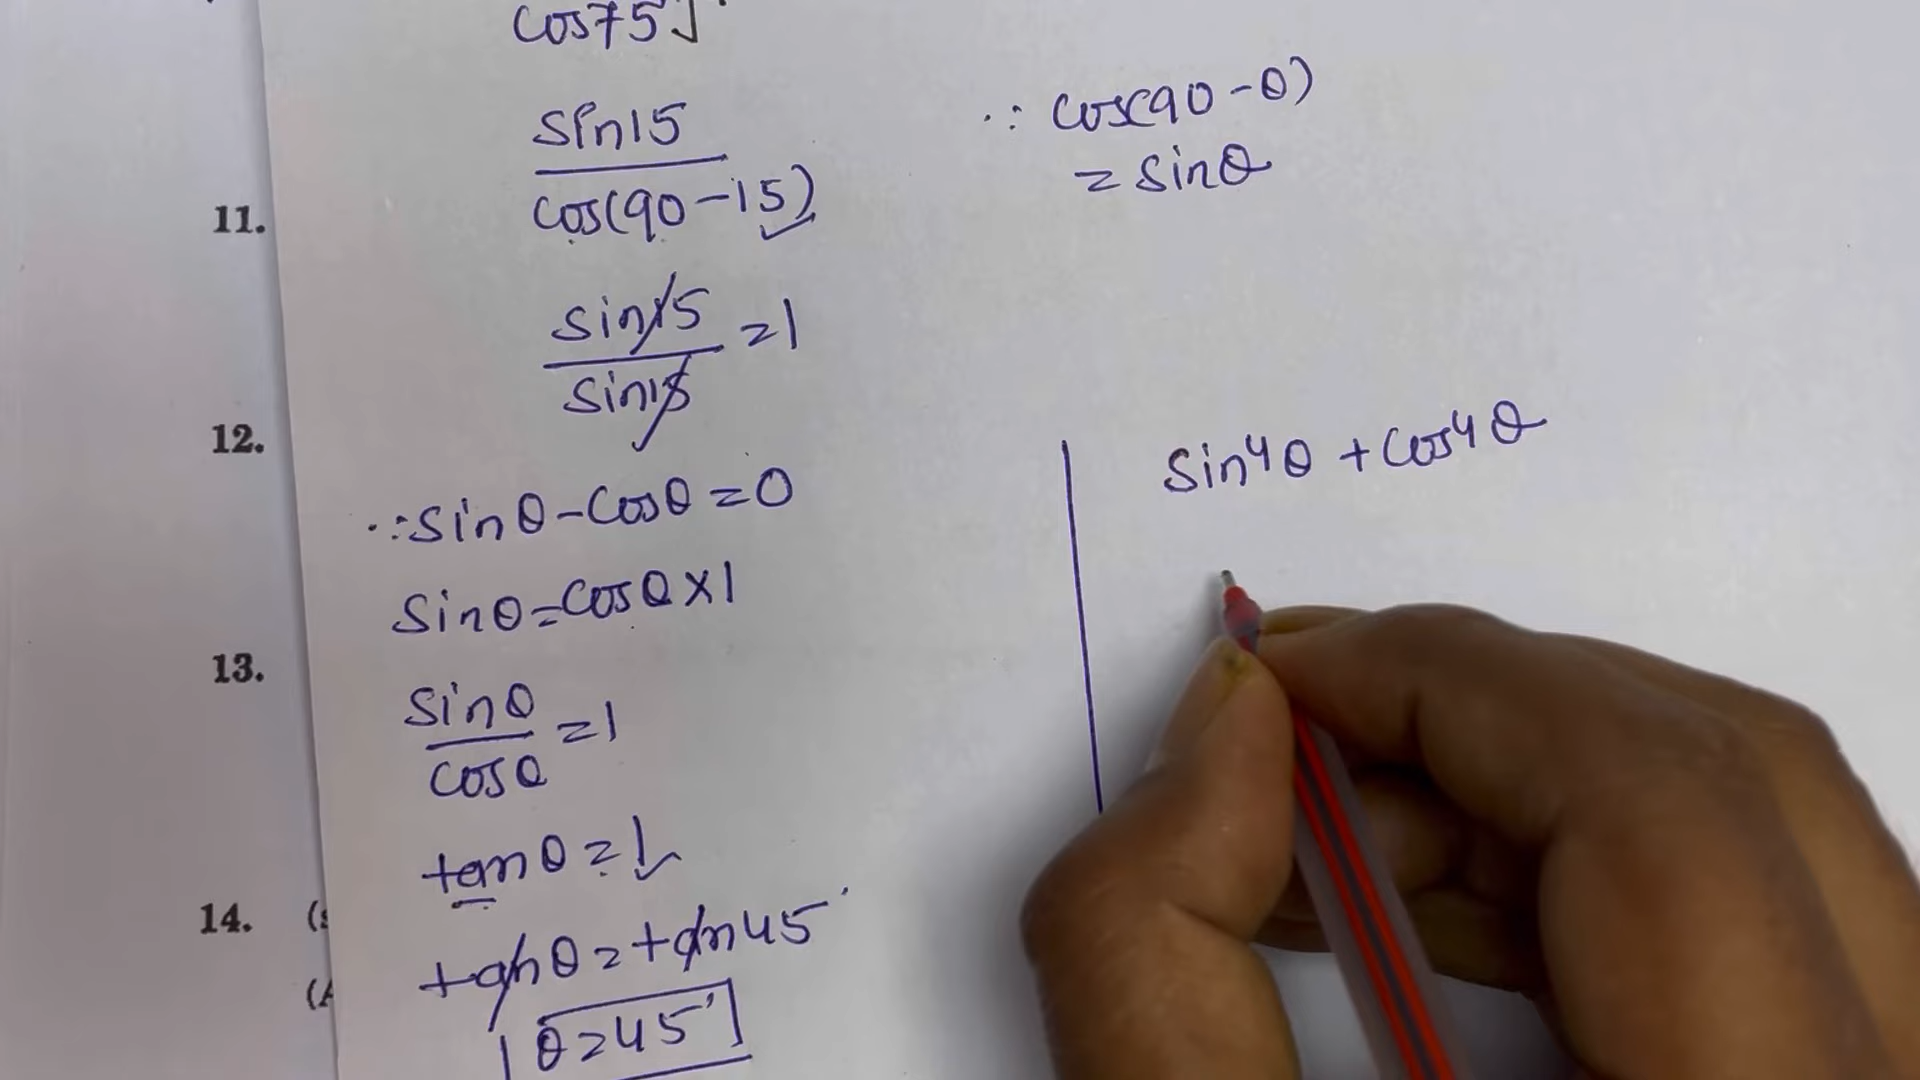 cos75
sin15
cos(90-15)
∵ cos(90-θ)
= sinθ
11.
sin15
sin15
=1
12.
∵ sinθ-cosθ=0
sinθ=cosθ×1
13.
sinθ
cosθ
=1
tanθ=1
14.
tanθ=tan45°
θ=45°
sin⁴θ+cos⁴θ